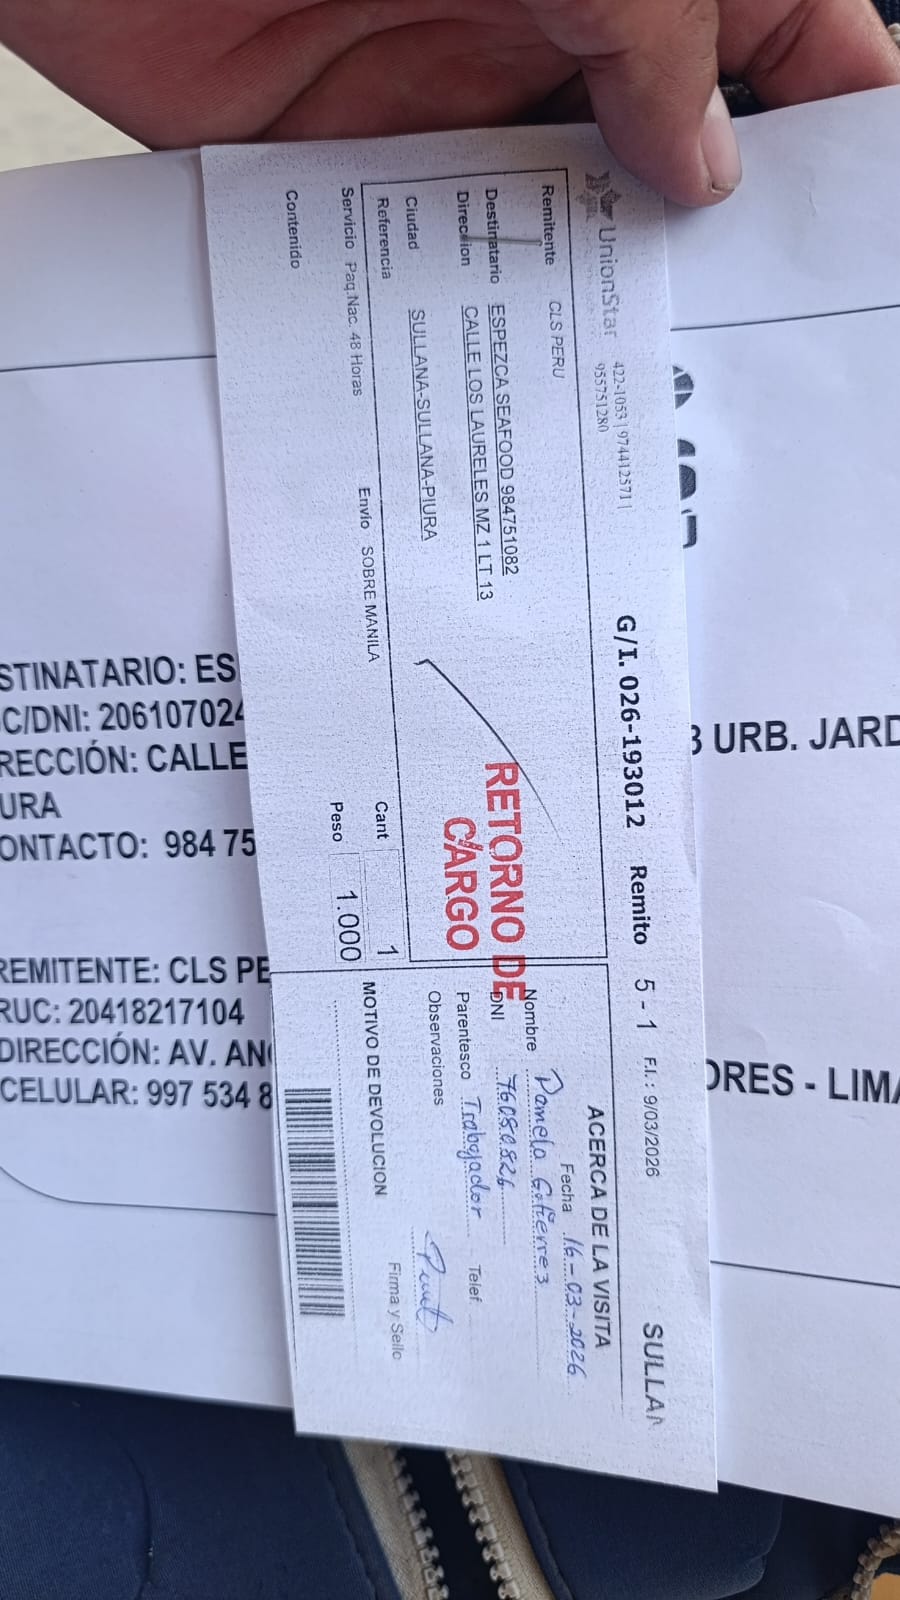 UnionStar
422-1053 | 974412571 |
955751280
G/I. 026-193012 Remito 5 - 1 F.I.: 9/03/2026 SULLAN
Remitente CLS PERU
Destinatario ESPEZCA SEAFOOD 984751082
Direccion CALLE LOS LAURELES MZ 1 LT 13
Ciudad SULLANA-SULLANA-PIURA
Referencia
Servicio Paq.Nac. 48 Horas Envio SOBRE MANILA
Cant 1
Peso 1.000
Contenido
RETORNO DE
CARGO
ACERCA DE LA VISITA
Fecha 16-03-2026
Nombre Pamela Gutierrez
DNI 76080826
Parentesco Trabajador Telef
Observaciones
Firma y Sello
MOTIVO DE DEVOLUCION
STINATARIO: ES
C/DNI: 206107024
RECCIÓN: CALLE
3 URB. JARD
URA
ONTACTO: 984 75
REMITENTE: CLS PE
RUC: 20418217104
DIRECCIÓN: AV. AN
ORES - LIMA
CELULAR: 997 534 8